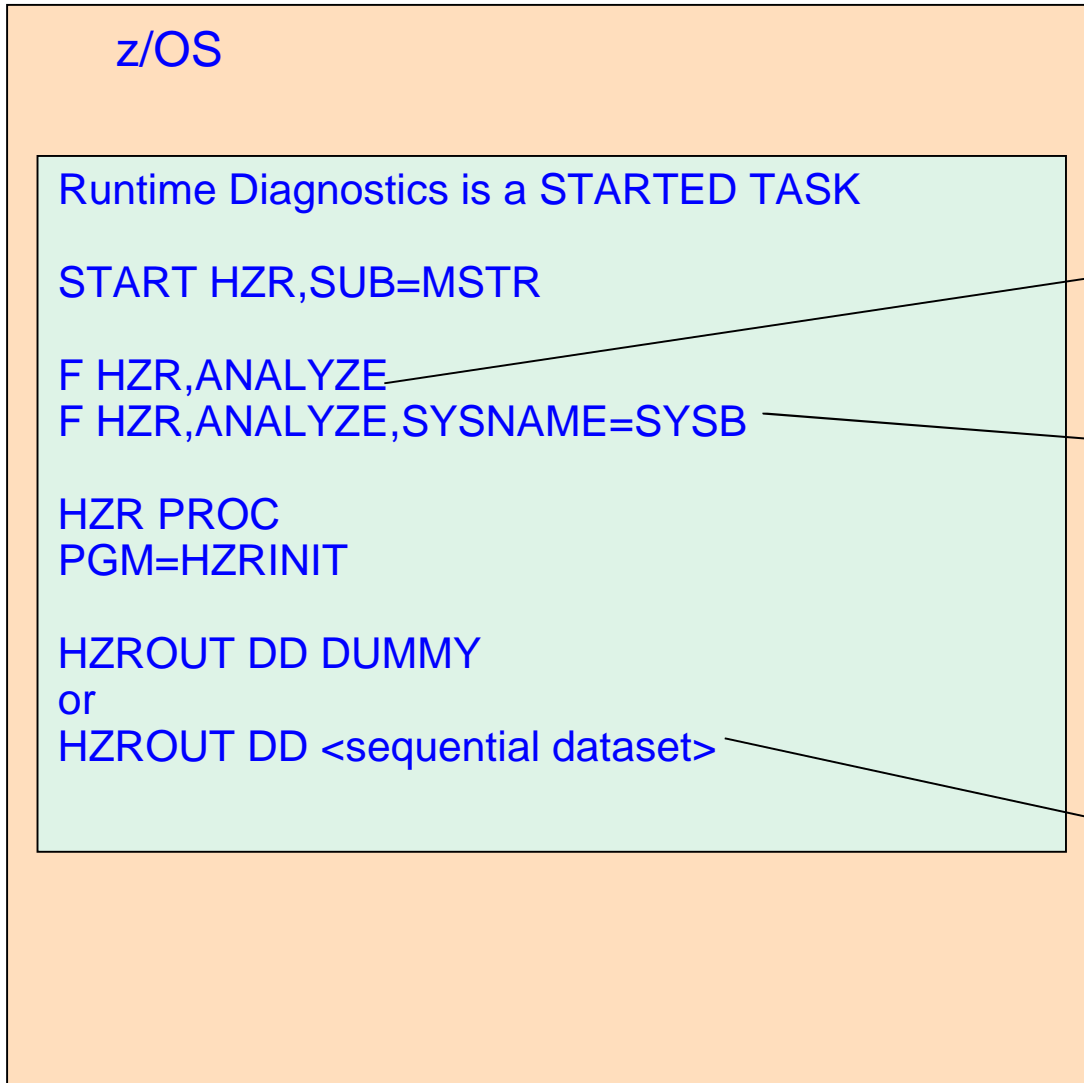 z/OS
Runtime Diagnostics is a STARTED TASK
START HZR,SUB=MSTR
F HZR,ANALYZE
F HZR,ANALYZE,SYSNAME=SYSB
HZR PROC
PGM=HZRINIT
HZROUT DD DUMMY
or
HZROUT DD <sequential dataset>